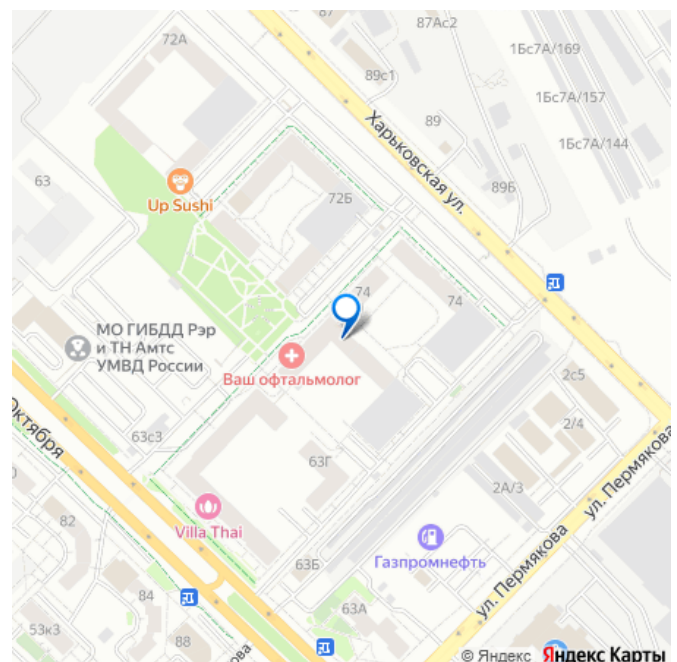 87Ас2
72А
1Бс7А/169
89с1
1Бс7А/157
Харьковская ул.
89
1Бс7А/144
63
89Б
Up Sushi
72Б
74
74
МО ГИБДД Рэр
и ТН Амтс
УМВД России
Ваш офтальмолог
2с5
Октября
63с3
2/4
63Г
ул. Пермякова
2А/3
Villa Thai
82
Газпромнефть
63Б
84
ул. Пермякова
63А
53к3
88
ова
© Яндекс Яндекс Карты